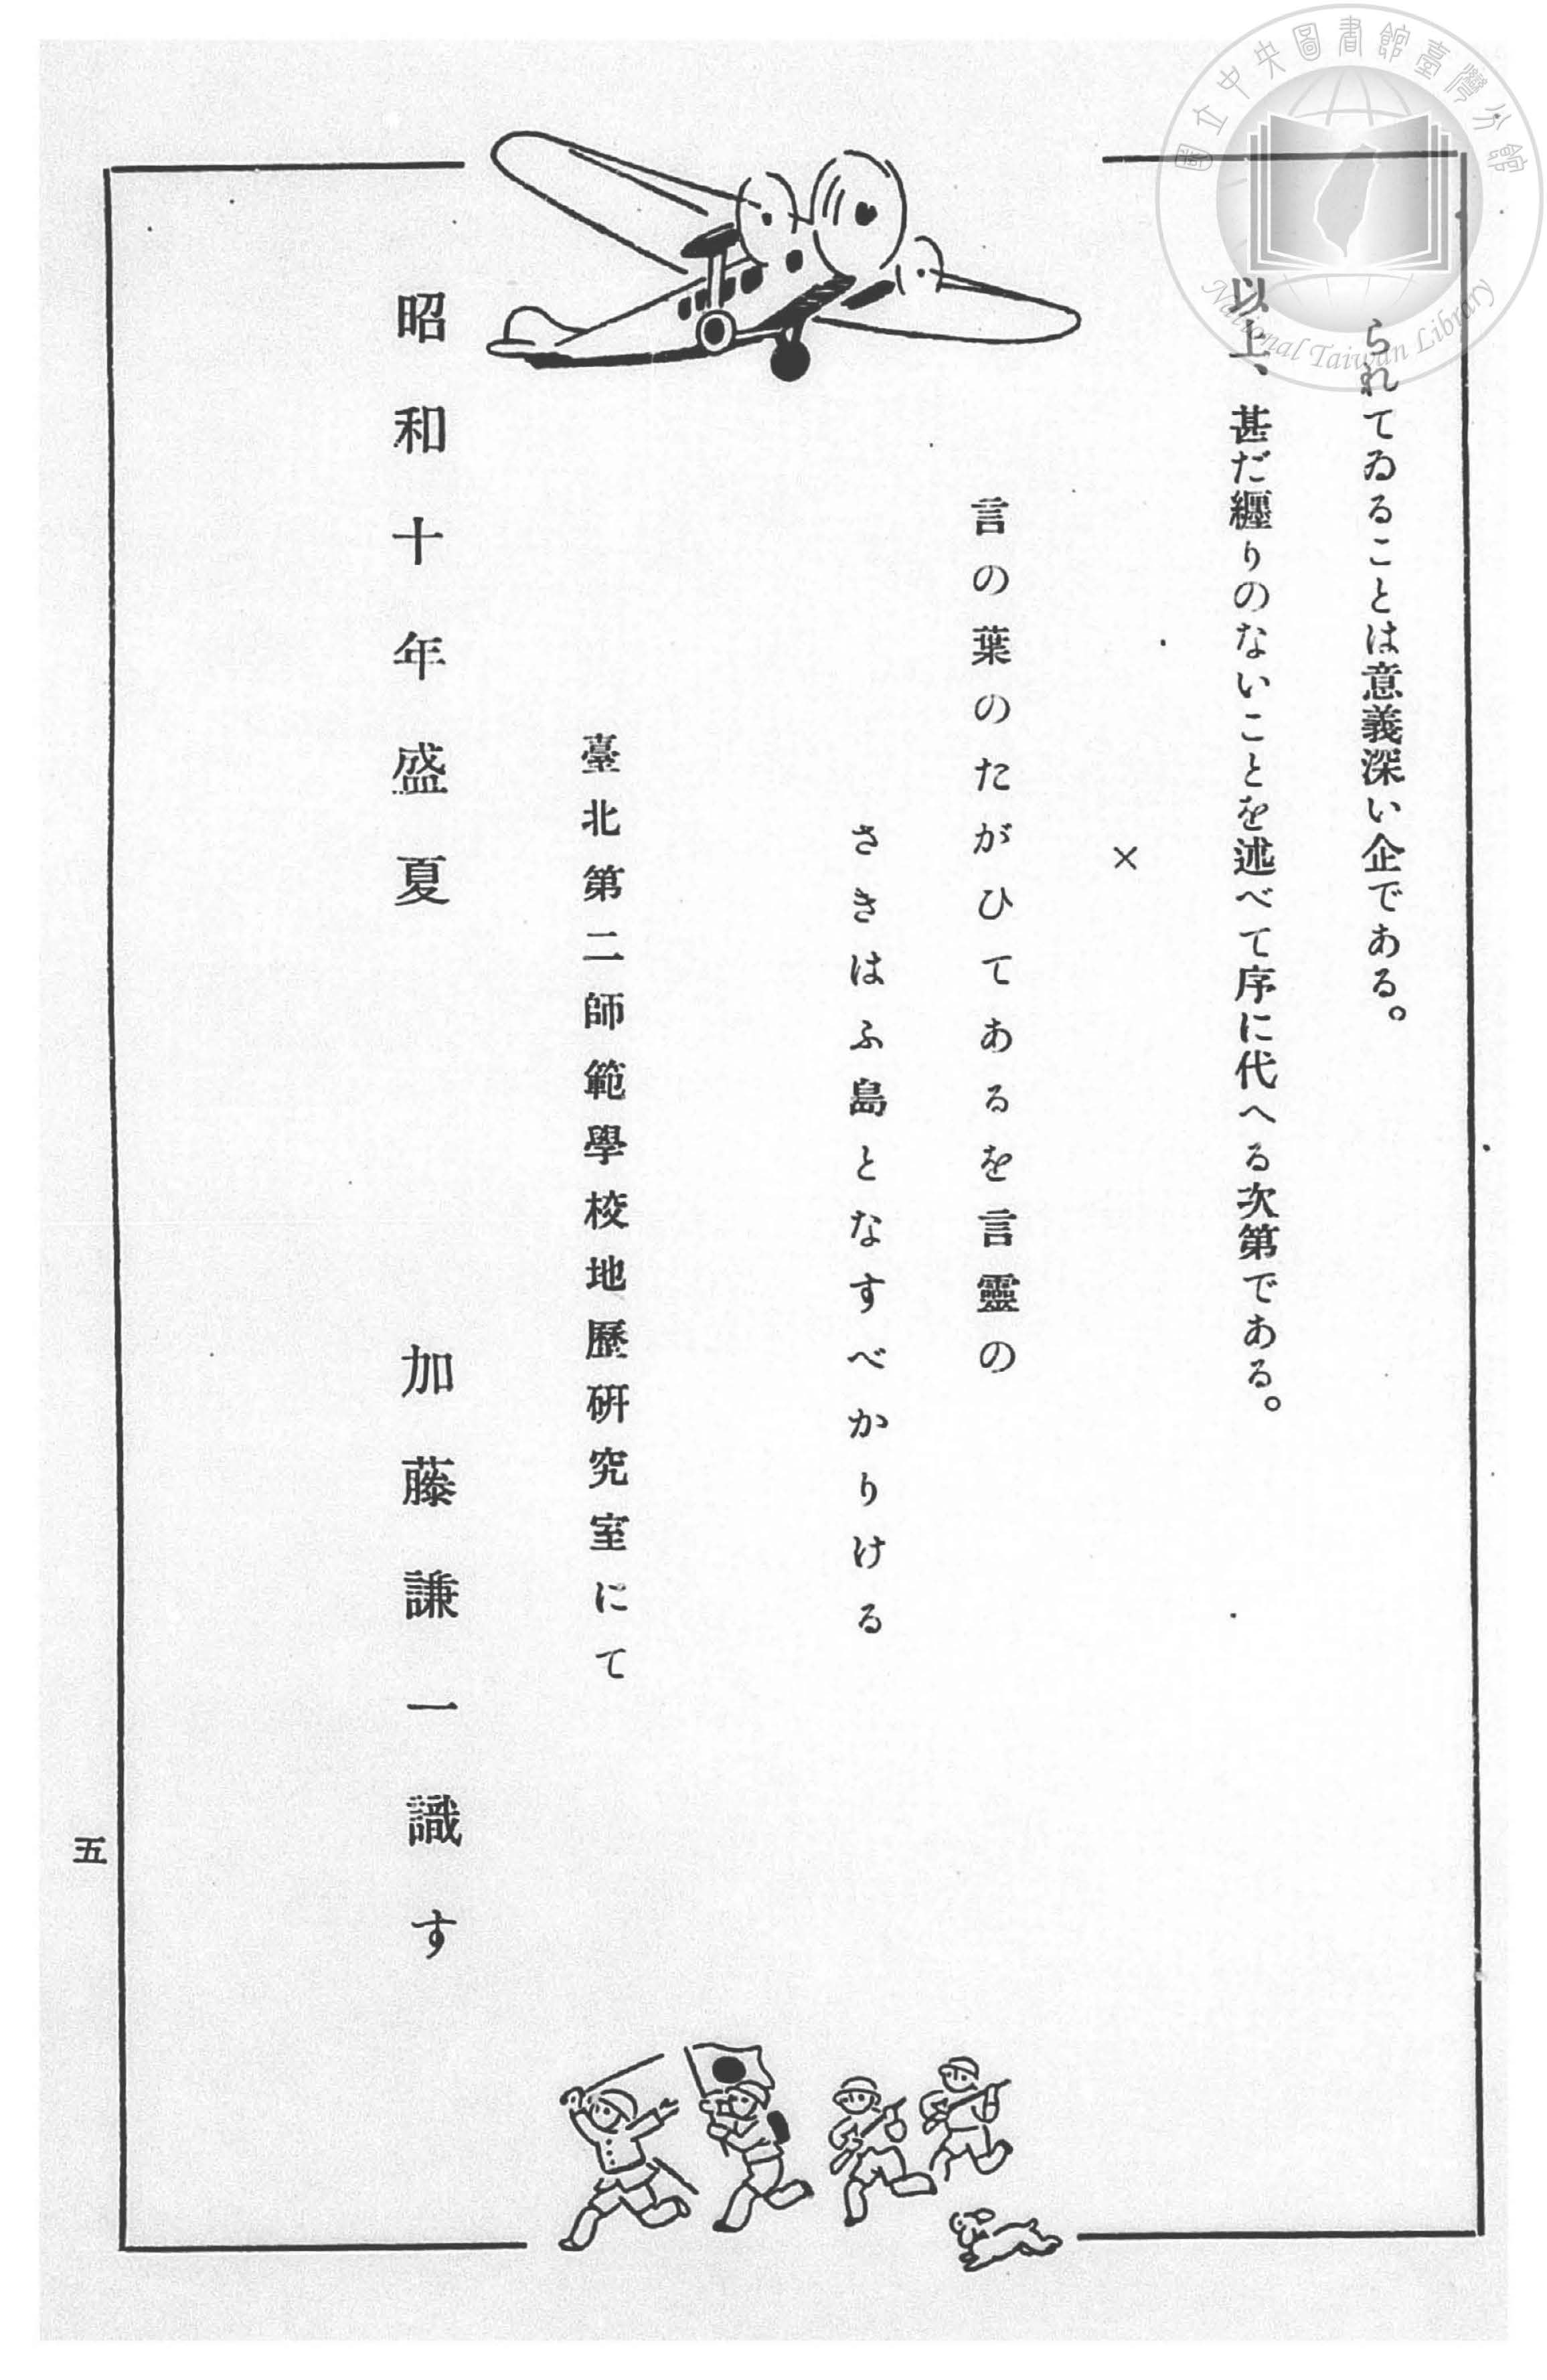 國立中央圖書館臺灣分館
National Taiwan Library
られてゐることは意義深い企である。
以上、甚だ纒りのないことを述べて序に代へる次第である。
×
言の葉のたがひてあるを言靈の
さきはふ島となすべかりける
臺北第二師範學校地歷硏究室にて
昭和十年盛夏　加藤謙一識す
五